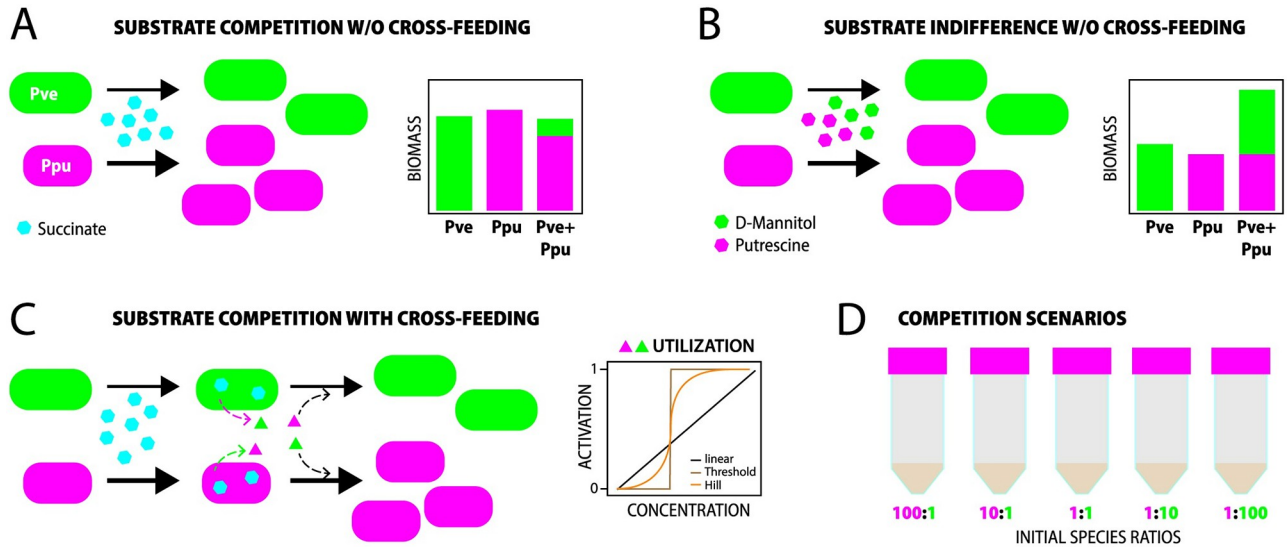 A
SUBSTRATE COMPETITION W/O CROSS-FEEDING
Pve
Ppu
Succinate
BIOMASS
Pve Ppu Pve+
Ppu
B
SUBSTRATE INDIFFERENCE W/O CROSS-FEEDING
D-Mannitol
Putrescine
BIOMASS
Pve Ppu Pve+
Ppu
C
SUBSTRATE COMPETITION WITH CROSS-FEEDING
UTILIZATION
1
ACTIVATION
0
linear
Threshold
Hill
CONCENTRATION
D
COMPETITION SCENARIOS
100:1 10:1 1:1 1:10 1:100
INITIAL SPECIES RATIOS